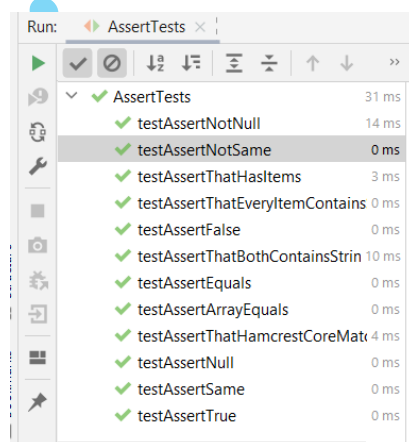 Run: AssertTests
AssertTests 31 ms
testAssertNotNull 14 ms
testAssertNotSame 0 ms
testAssertThatHasItems 3 ms
testAssertThatEveryItemContains 0 ms
testAssertFalse 0 ms
testAssertThatBothContainsStrin 10 ms
testAssertEquals 0 ms
testAssertArrayEquals 0 ms
testAssertThatHamcrestCoreMatc 4 ms
testAssertNull 0 ms
testAssertSame 0 ms
testAssertTrue 0 ms